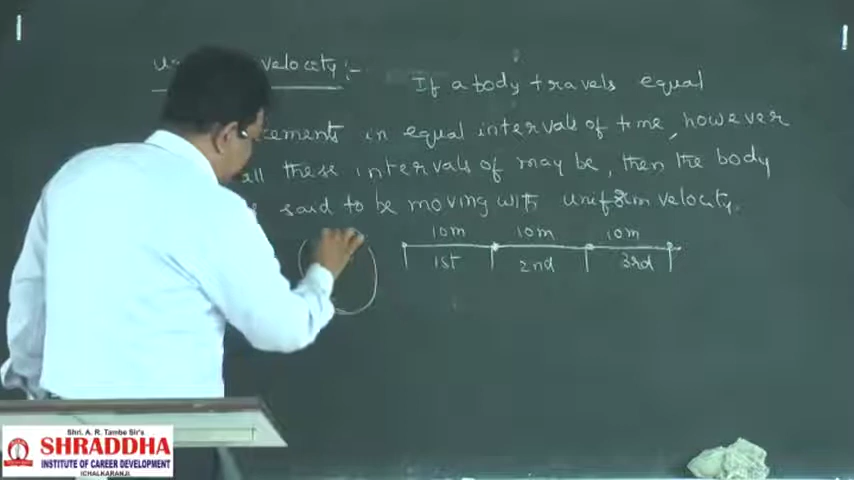 velocity :-
If a body travels equal
in equal intervals of time, however
these intervals of may be, then the body
said to be moving with uniform velocity.
10m 10m 10m
1st 2nd 3rd
Shri. A. R. Tambe Sir's
SHRADDHA
INSTITUTE OF CAREER DEVELOPMENT
ICHALKARANJI